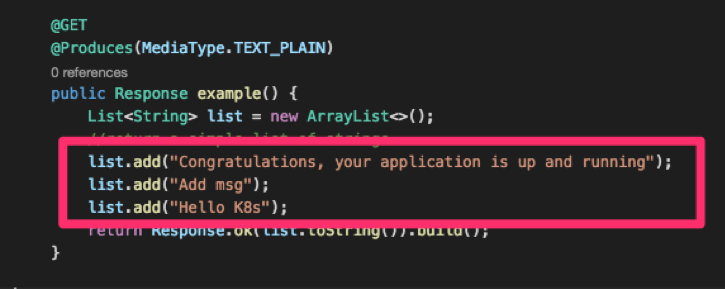 @GET
@Produces(MediaType.TEXT_PLAIN)
0 references
public Response example() {
List<String> list = new ArrayList<>();
//return a simple list of strings
list.add("Congratulations, your application is up and running");
list.add("Add msg");
list.add("Hello K8s");
return Response.ok(list.toString()).build();
}